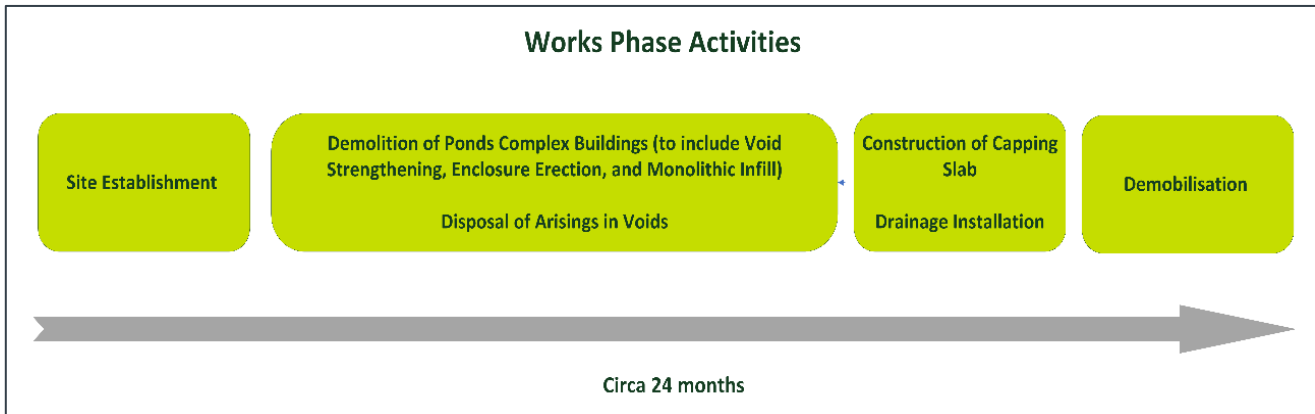 Works Phase Activities
Site Establishment
Demolition of Ponds Complex Buildings (to include Void
Strengthening, Enclosure Erection, and Monolithic Infill)
Disposal of Arisings in Voids
Construction of Capping
Slab
Drainage Installation
Demobilisation
Circa 24 months